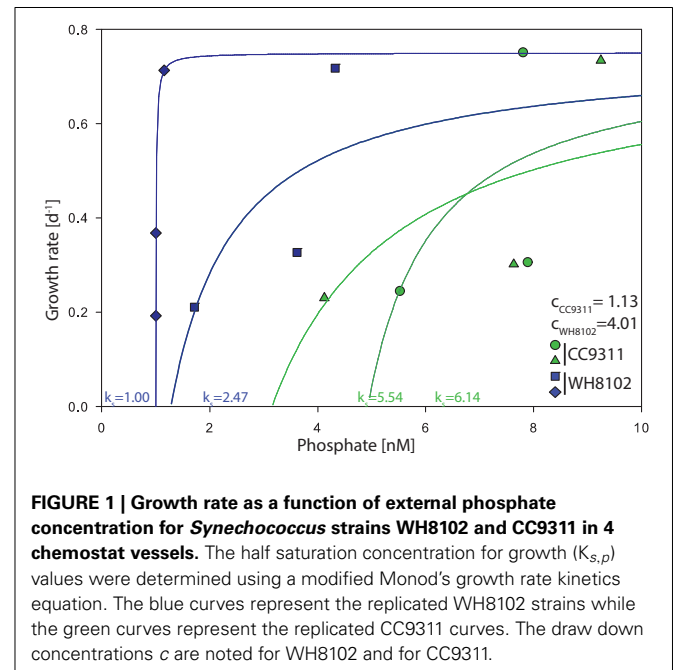 0.8
0.6
0.4
0.2
0.0
Growth rate [d⁻¹]
c_CC9311= 1.13
c_WH8102=4.01
CC9311
WH8102
k_s=1.00 k_s=2.47 k_s=5.54 k_s=6.14
0 2 4 6 8 10
Phosphate [nM]
FIGURE 1 | Growth rate as a function of external phosphate
concentration for Synechococcus strains WH8102 and CC9311 in 4
chemostat vessels. The half saturation concentration for growth (K_s,p)
values were determined using a modified Monod's growth rate kinetics
equation. The blue curves represent the replicated WH8102 strains while
the green curves represent the replicated CC9311 curves. The draw down
concentrations c are noted for WH8102 and for CC9311.